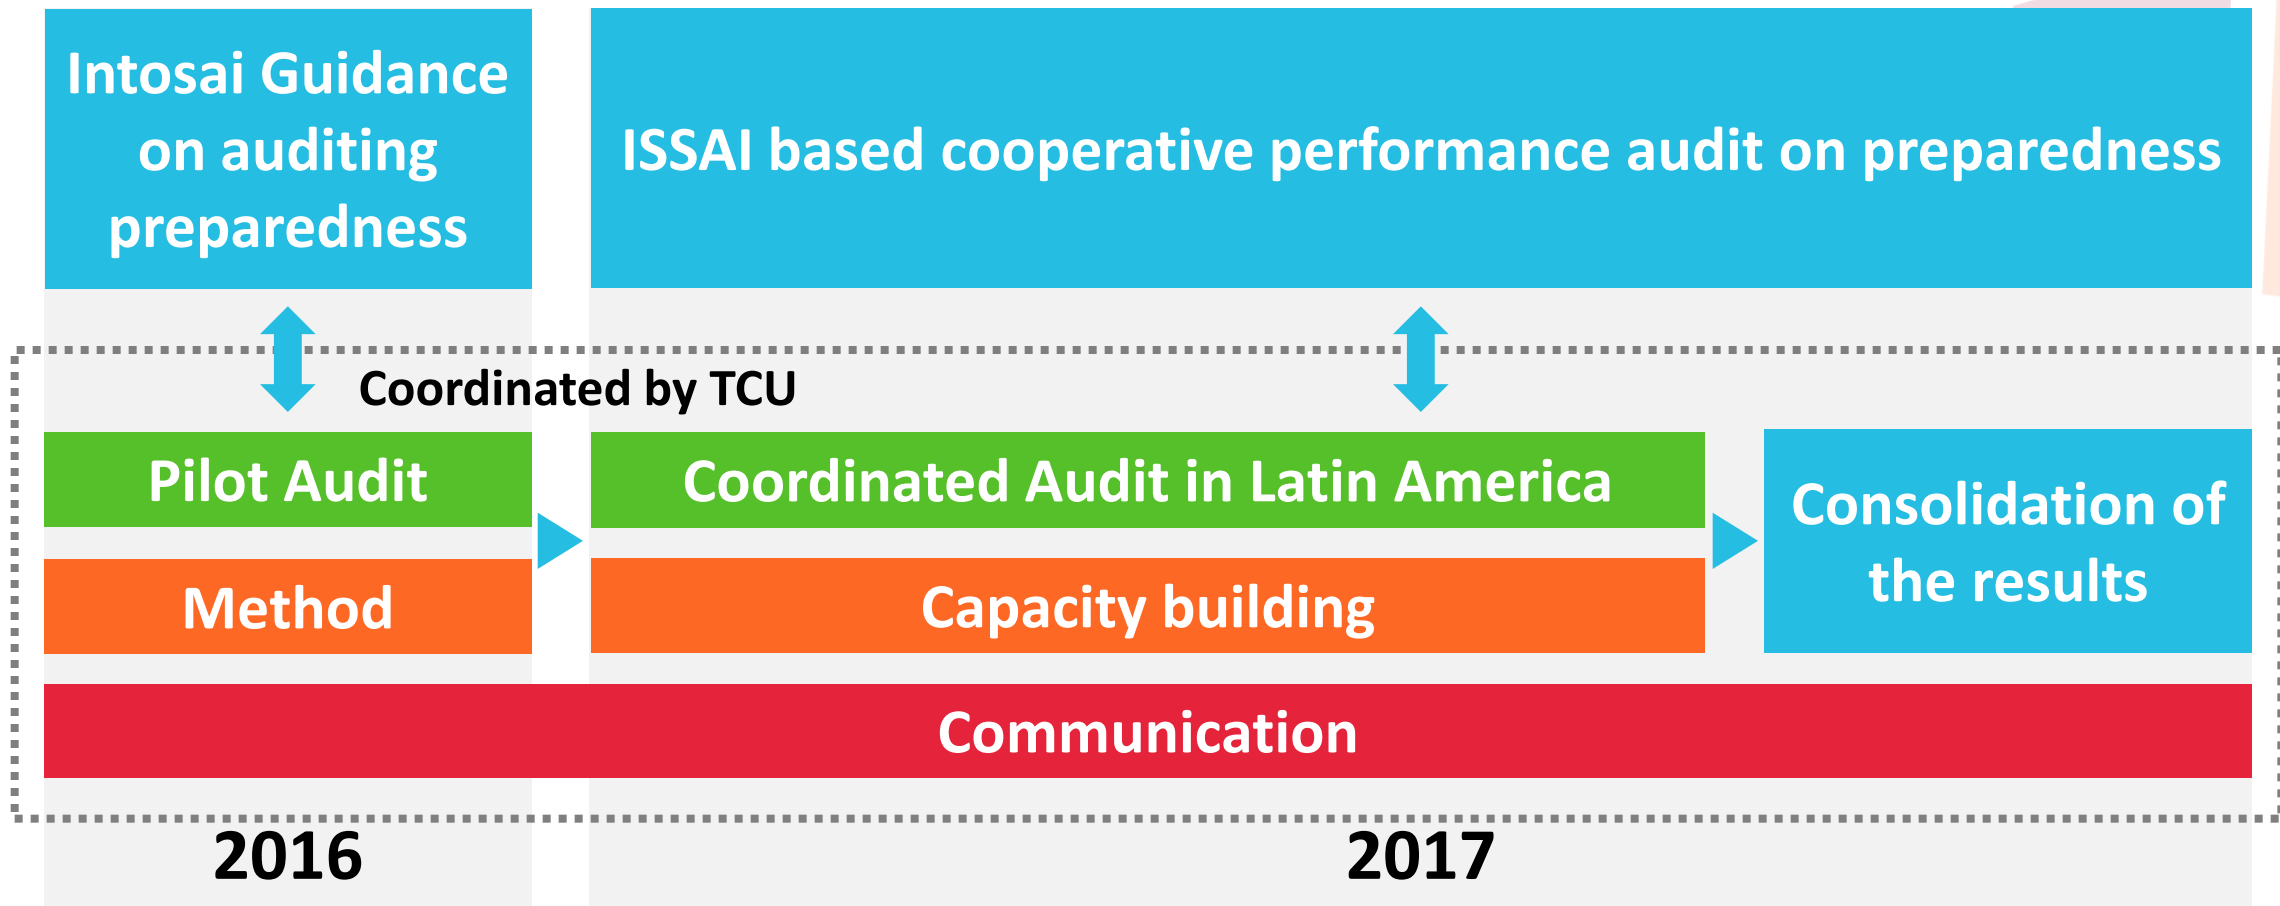 Intosai Guidance
on auditing
preparedness
ISSAI based cooperative performance audit on preparedness
Coordinated by TCU
Pilot Audit
Coordinated Audit in Latin America
Consolidation of
the results
Method
Capacity building
Communication
2016
2017